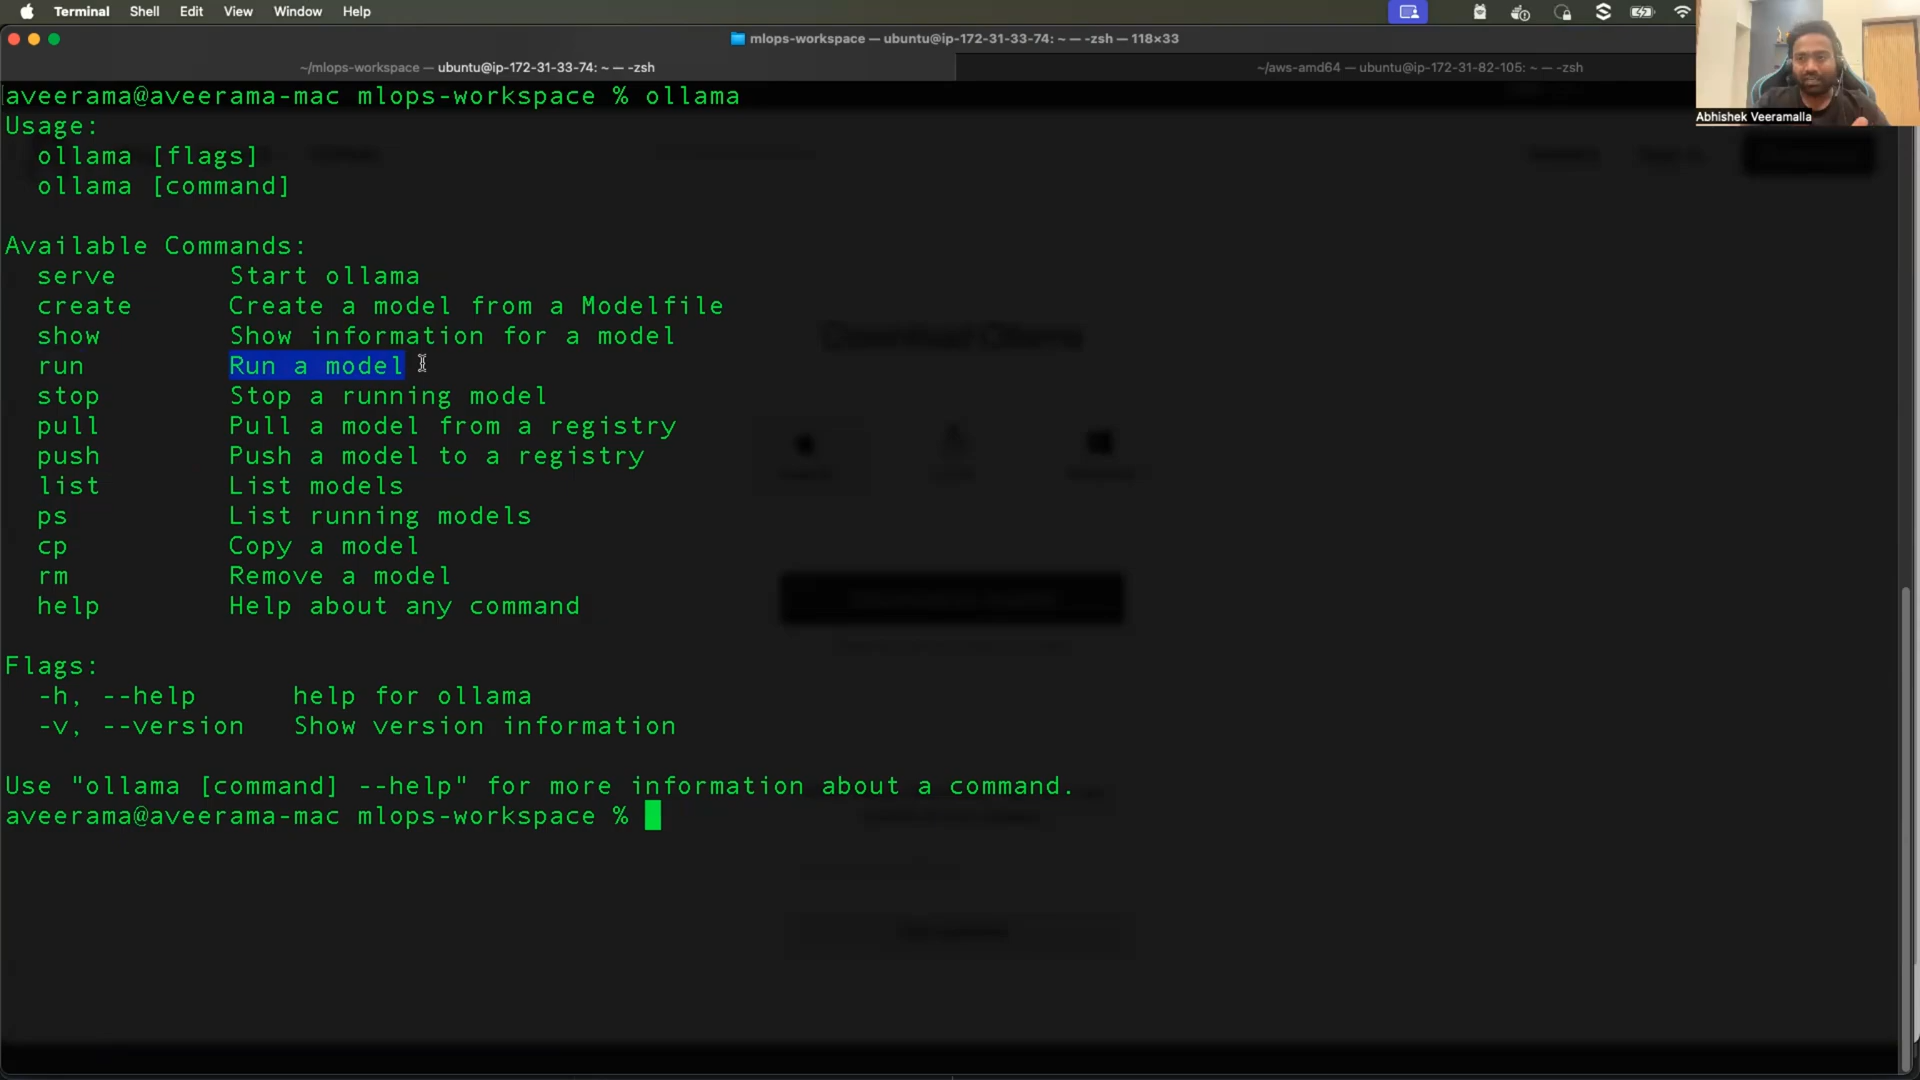 Terminal Shell Edit View Window Help
mlops-workspace — ubuntu@ip-172-31-33-74: ~ — -zsh — 118×33
~/mlops-workspace — ubuntu@ip-172-31-33-74: ~ — -zsh
~/aws-amd64 — ubuntu@ip-172-31-82-105: ~ — -zsh
Abhishek Veeramalla
aveerama@aveerama-mac mlops-workspace % ollama
Usage:
ollama [flags]
ollama [command]
Available Commands:
serve Start ollama
create Create a model from a Modelfile
show Show information for a model
run Run a model
stop Stop a running model
pull Pull a model from a registry
push Push a model to a registry
list List models
ps List running models
cp Copy a model
rm Remove a model
help Help about any command
Flags:
-h, --help help for ollama
-v, --version Show version information
Use "ollama [command] --help" for more information about a command.
aveerama@aveerama-mac mlops-workspace %
Download Ollama